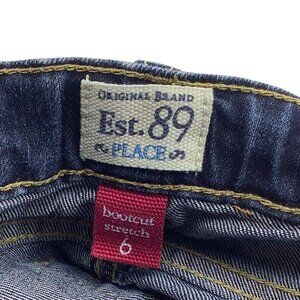 ORIGINAL BRAND
Est. 89
PLACE
bootcut
stretch
6